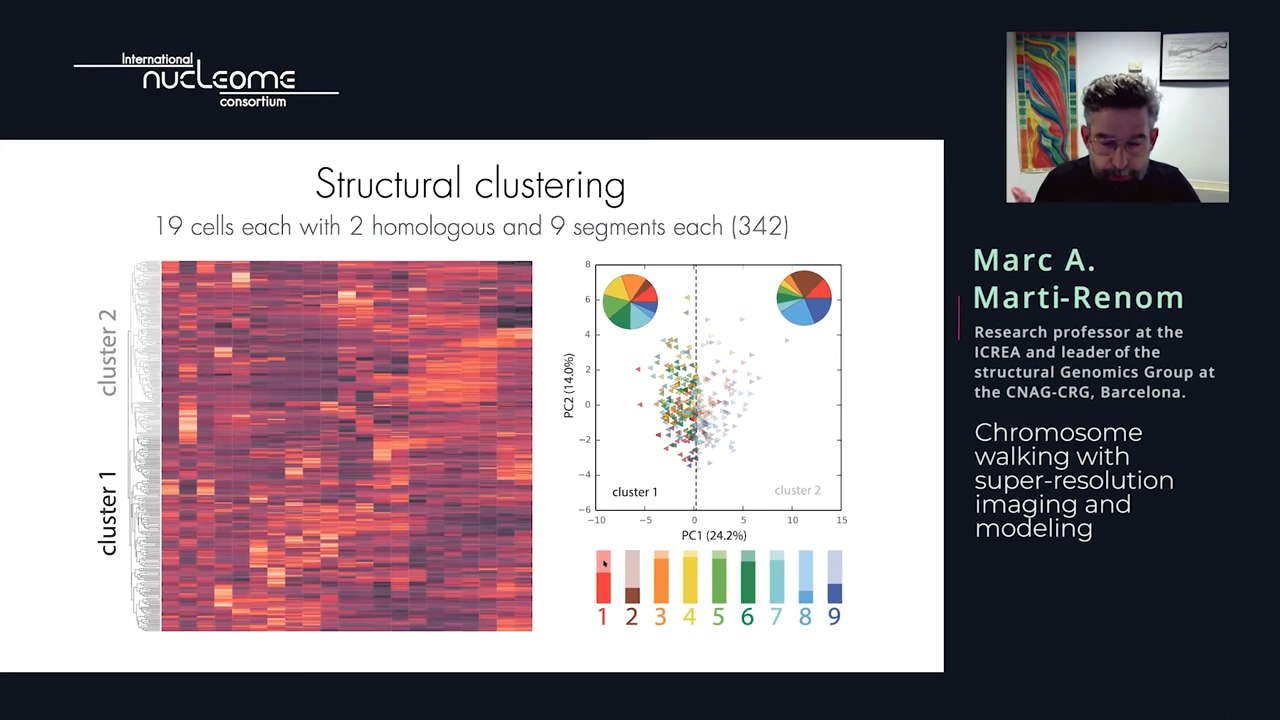 International
nucleome
consortium
Structural clustering
19 cells each with 2 homologous and 9 segments each (342)
cluster 2
cluster 1
8
6
4
2
0
−2
−4
−6
PC2 (14.0%)
cluster 1
cluster 2
−10
−5
0
5
10
15
PC1 (24.2%)
1
2
3
4
5
6
7
8
9
Marc A.
Marti-Renom
Research professor at the
ICREA and leader of the
structural Genomics Group at
the CNAG-CRG, Barcelona.
Chromosome
walking with
super-resolution
imaging and
modeling